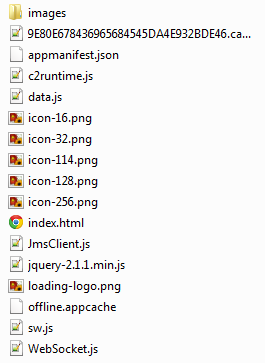 images
9E80E678436965684545DA4E932BDE46.ca...
appmanifest.json
c2runtime.js
data.js
icon-16.png
icon-32.png
icon-114.png
icon-128.png
icon-256.png
index.html
JmsClient.js
jquery-2.1.1.min.js
loading-logo.png
offline.appcache
sw.js
WebSocket.js